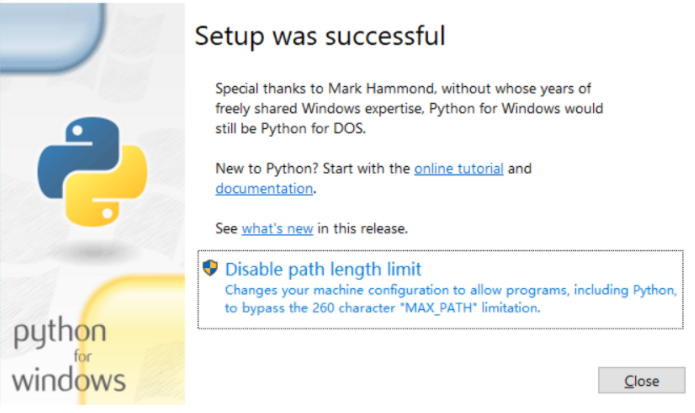 Setup was successful
Special thanks to Mark Hammond, without whose years of
freely shared Windows expertise, Python for Windows would
still be Python for DOS.
New to Python? Start with the online tutorial and
documentation.
See what's new in this release.
Disable path length limit
Changes your machine configuration to allow programs, including Python,
to bypass the 260 character "MAX_PATH" limitation.
python
for
windows
Close